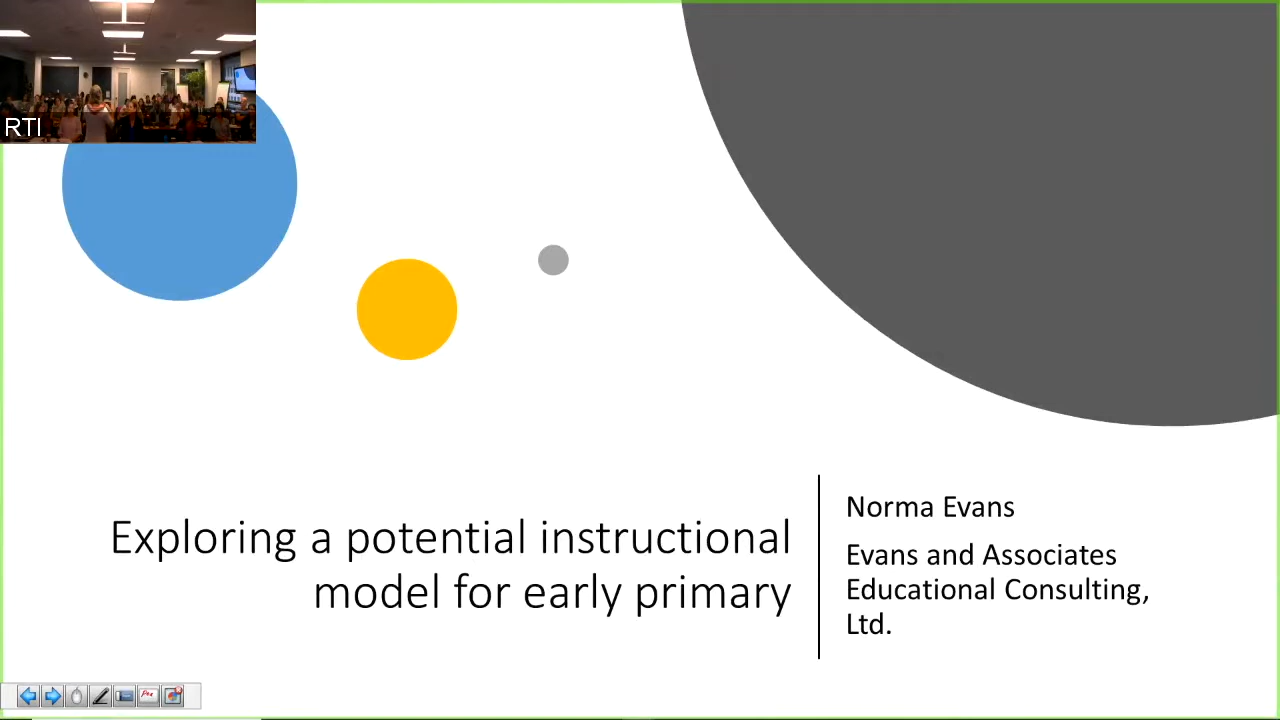 RTI
Exploring a potential instructional
model for early primary
Norma Evans
Evans and Associates
Educational Consulting,
Ltd.